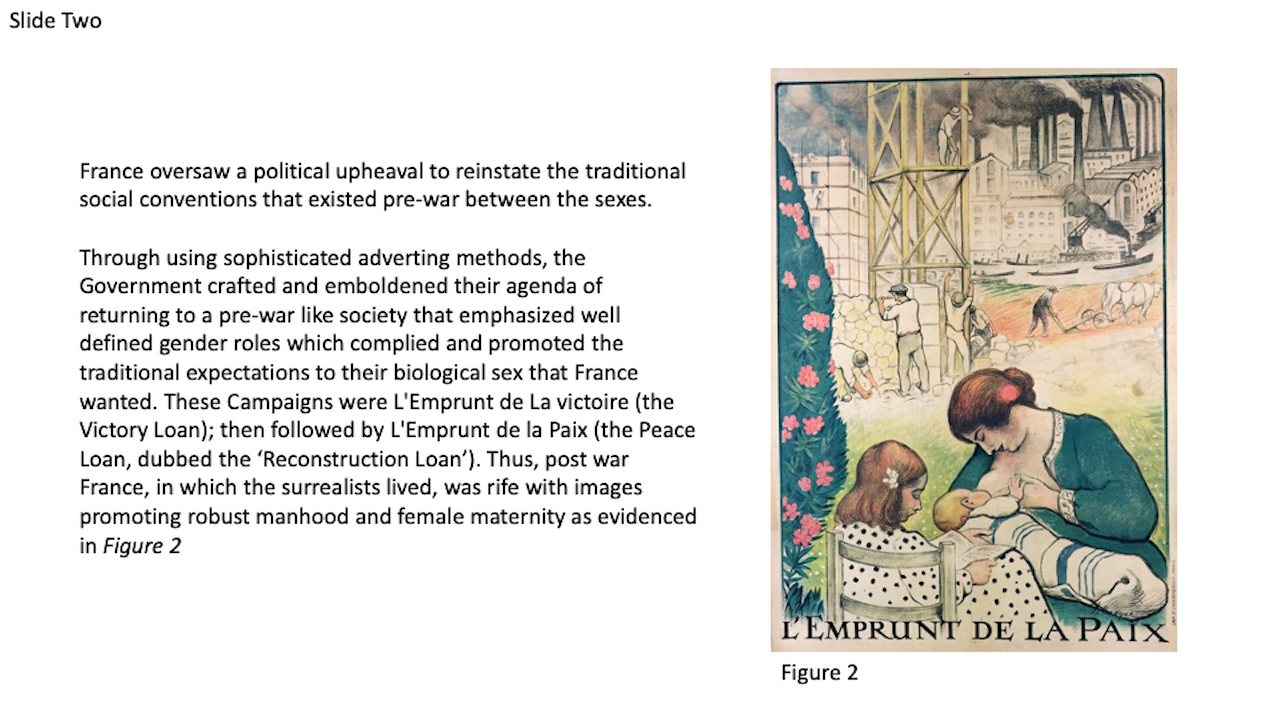 Slide Two
France oversaw a political upheaval to reinstate the traditional
social conventions that existed pre-war between the sexes.
Through using sophisticated adverting methods, the
Government crafted and emboldened their agenda of
returning to a pre-war like society that emphasized well
defined gender roles which complied and promoted the
traditional expectations to their biological sex that France
wanted. These Campaigns were L'Emprunt de La victoire (the
Victory Loan); then followed by L'Emprunt de la Paix (the Peace
Loan, dubbed the ‘Reconstruction Loan’). Thus, post war
France, in which the surrealists lived, was rife with images
promoting robust manhood and female maternity as evidenced
in Figure 2
L'EMPRUNT DE LA PAIX
Figure 2